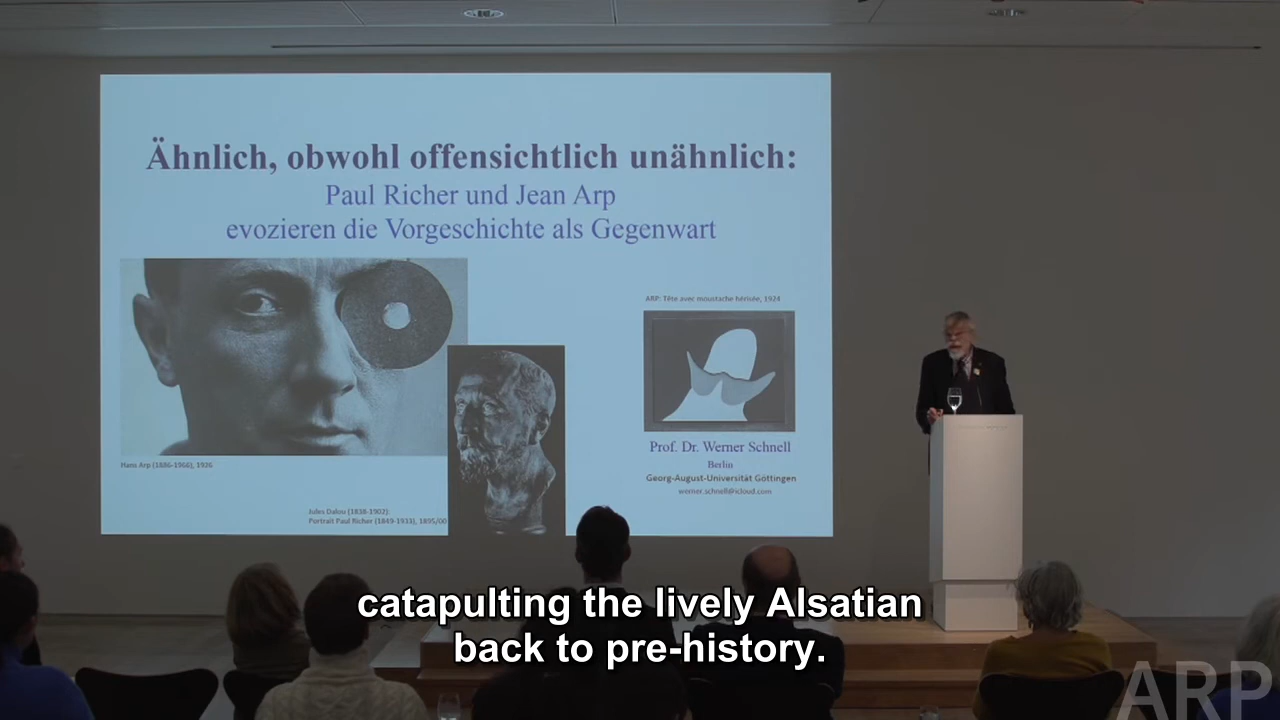 Ähnlich, obwohl offensichtlich unähnlich:
Paul Richer und Jean Arp
evozieren die Vorgeschichte als Gegenwart
ARP: Tête avec moustache hérisée, 1924
Prof. Dr. Werner Schnell
Berlin
Georg-August-Universität Göttingen
werner.schnell@icloud.com
Hans Arp (1886-1966), 1926
Jules Dalou (1838-1902):
Portrait Paul Richer (1849-1933), 1895/00
catapulting the lively Alsatian
back to pre-history.
ARP